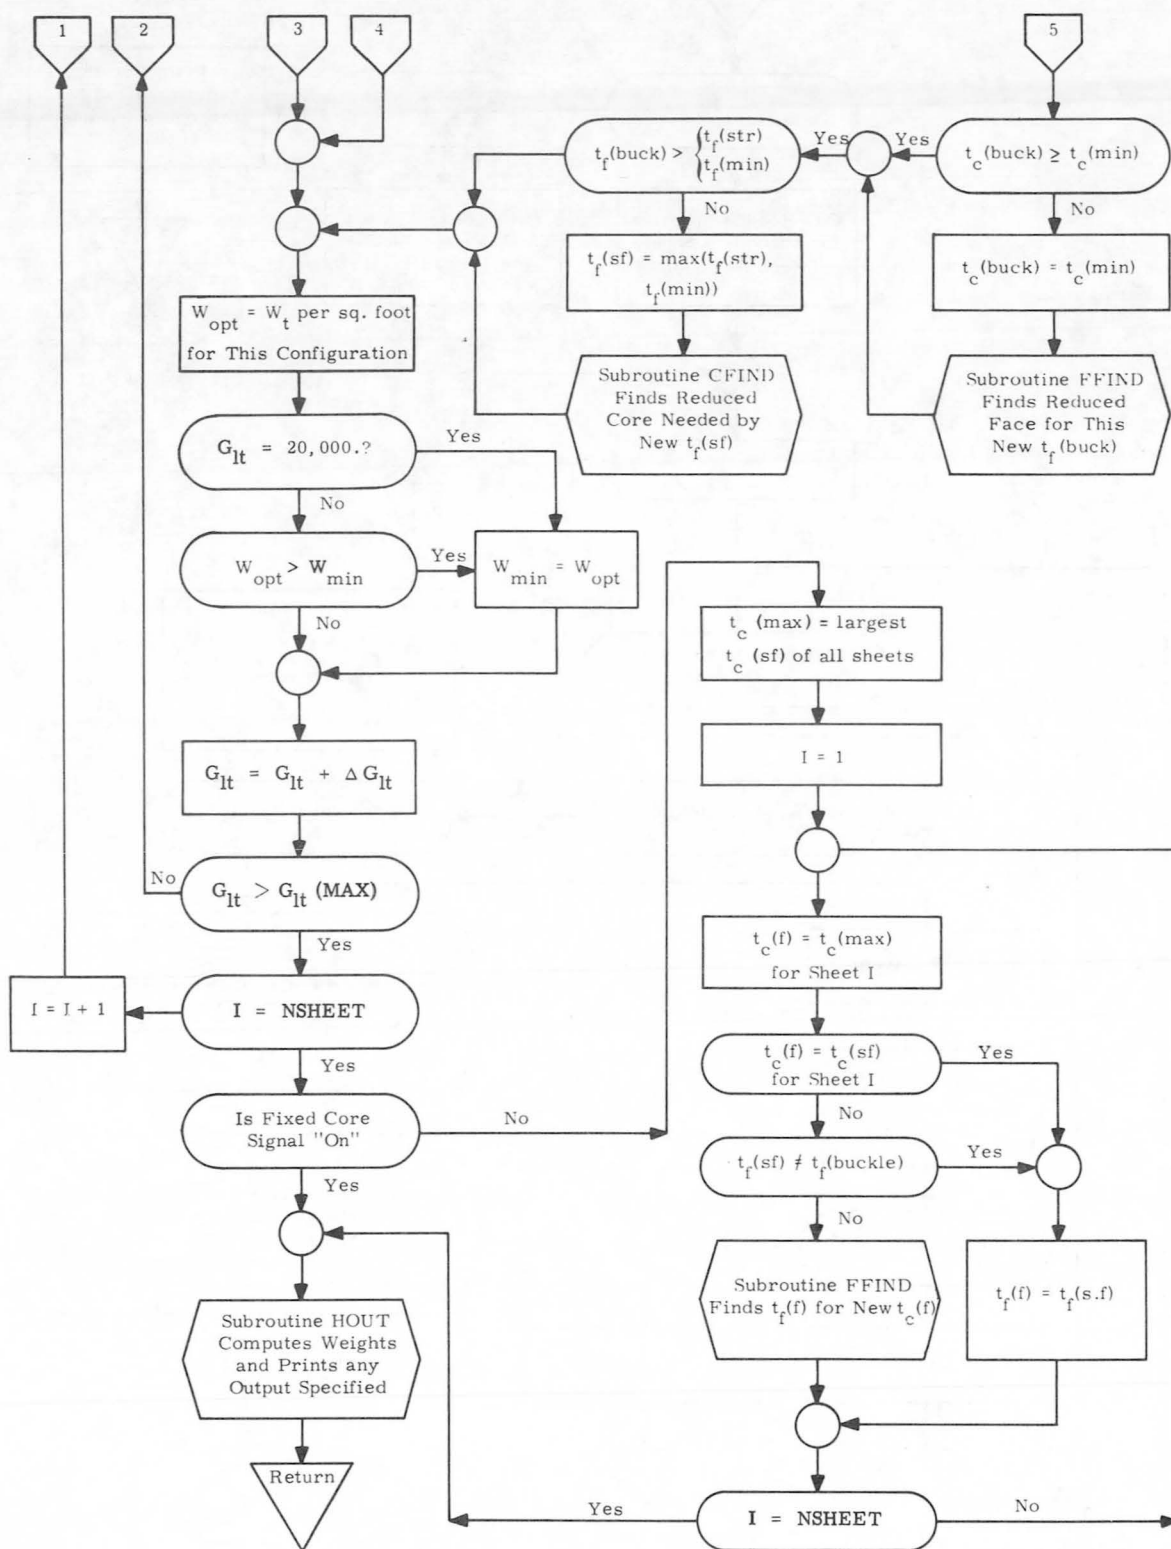 1
2
3
4
5
t_f(buck) > { t_f(str)
t_f(min)
Yes
Yes
t_c(buck) ≥ t_c(min)
No
No
t_f(sf) = max(t_f(str),
t_f(min))
t_c(buck) = t_c(min)
W_opt = W_t per sq. foot
for This Configuration
Subroutine CFIND
Finds Reduced
Core Needed by
New t_f(sf)
Subroutine FFIND
Finds Reduced
Face for This
New t_f(buck)
G_lt = 20,000.?
Yes
No
W_opt > W_min
Yes
W_min = W_opt
No
t_c (max) = largest
t_c (sf) of all sheets
G_lt = G_lt + Δ G_lt
I = 1
G_lt > G_lt (MAX)
No
Yes
t_c(f) = t_c(max)
for Sheet I
I = I + 1
I = NSHEET
Yes
t_c(f) = t_c(sf)
for Sheet I
Yes
No
Is Fixed Core
Signal "On"
No
Yes
t_f(sf) ≠ t_f(buckle)
Yes
No
Subroutine FFIND
Finds t_f(f) for New t_c(f)
t_f(f) = t_f(s.f)
Subroutine HOUT
Computes Weights
and Prints any
Output Specified
Return
Yes
I = NSHEET
No